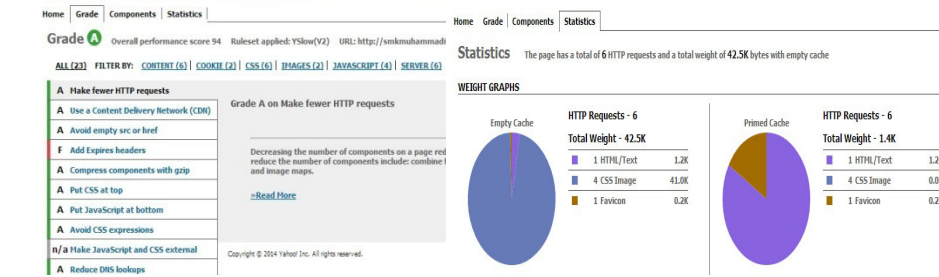 Home Grade Components Statistics
Grade A Overall performance score 94 Ruleset applied: YSlow(V2) URL: http://smkmuhammadi
ALL (23) FILTER BY: CONTENT (6) COOKIE (2) CSS (6) IMAGES (2) JAVASCRIPT (4) SERVER (6)
A Make fewer HTTP requests
A Use a Content Delivery Network (CDN)
A Avoid empty src or href
F Add Expires headers
A Compress components with gzip
A Put CSS at top
A Put JavaScript at bottom
A Avoid CSS expressions
n/a Make JavaScript and CSS external
A Reduce DNS lookups
Grade A on Make fewer HTTP requests
Decreasing the number of components on a page red
reduce the number of components include: combine
and image maps.
»Read More
Copyright © 2014 Yahoo! Inc. All rights reserved.
Home Grade Components Statistics
Statistics The page has a total of 6 HTTP requests and a total weight of 42.5K bytes with empty cache
WEIGHT GRAPHS
Empty Cache
HTTP Requests - 6
Total Weight - 42.5K
1 HTML/Text 1.2K
4 CSS Image 41.0K
1 Favicon 0.2K
Primed Cache
HTTP Requests - 6
Total Weight - 1.4K
1 HTML/Text 1.2
4 CSS Image 0.0
1 Favicon 0.2